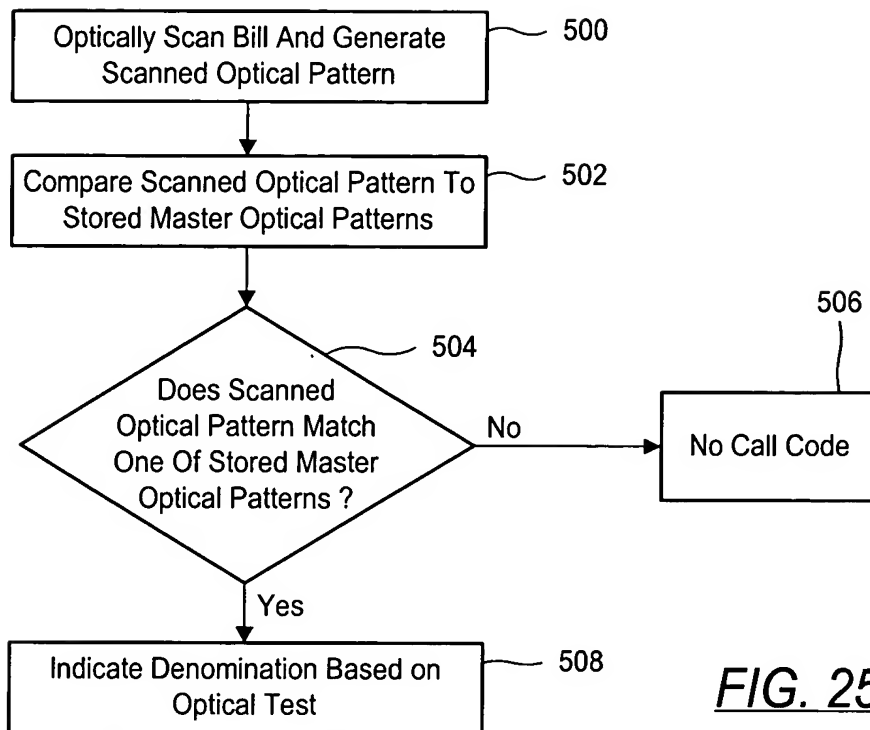 Optically Scan Bill And Generate
Scanned Optical Pattern
500
Compare Scanned Optical Pattern To
Stored Master Optical Patterns
502
504
506
Does Scanned
Optical Pattern Match
One Of Stored Master
Optical Patterns ?
No
No Call Code
Yes
Indicate Denomination Based on
Optical Test
508
FIG. 25